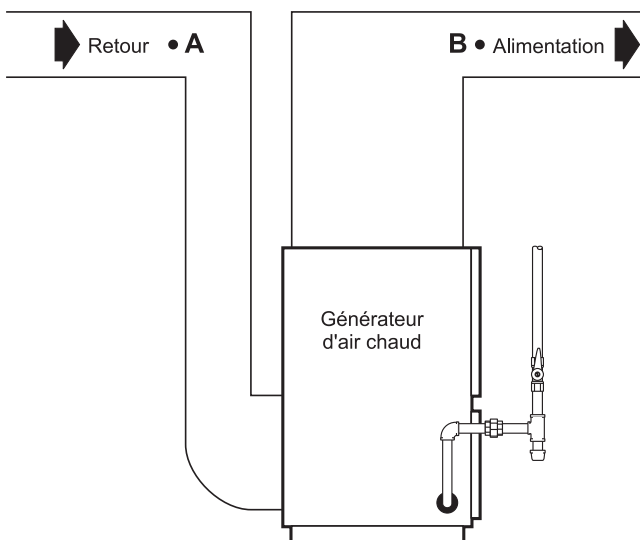 Retour • A
B • Alimentation
Générateur
d'air chaud